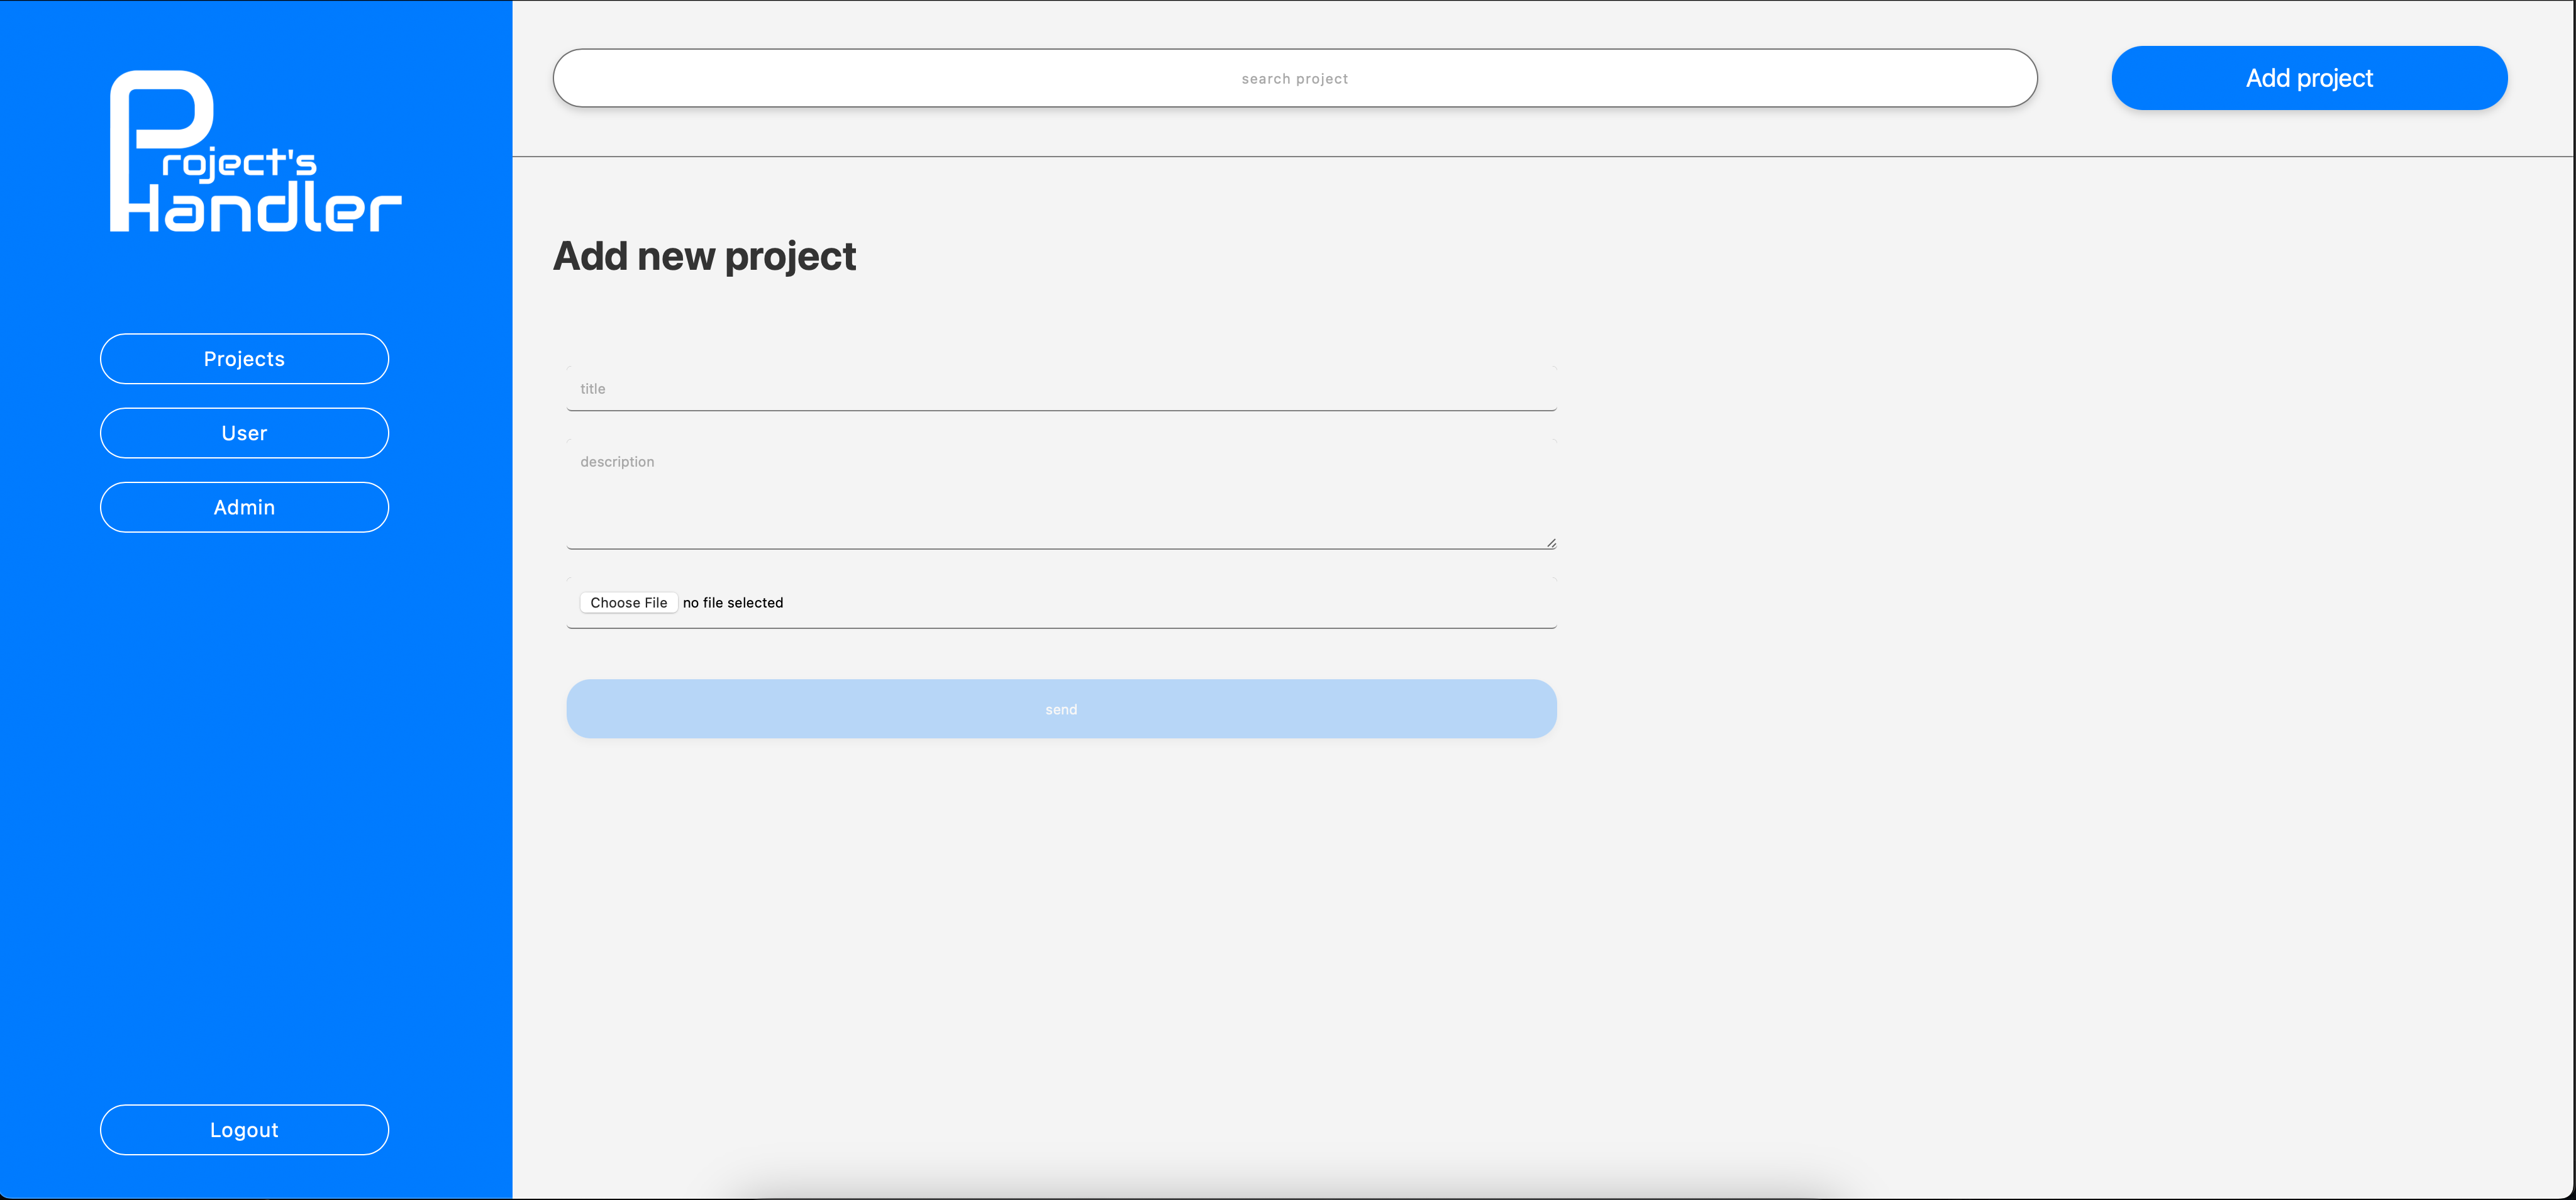 Project's
Handler
Projects
User
Admin
Logout
search project
Add project
Add new project
title
description
Choose File no file selected
send